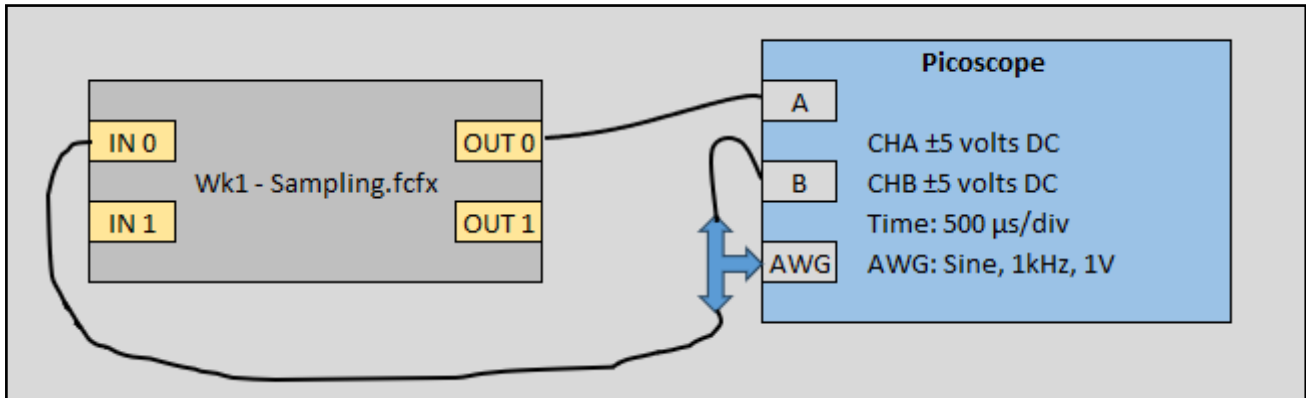 Picoscope
A
IN 0
OUT 0
CHA ±5 volts DC
Wk1 - Sampling.fcfx
B
CHB ±5 volts DC
IN 1
OUT 1
Time: 500 µs/div
AWG
AWG: Sine, 1kHz, 1V